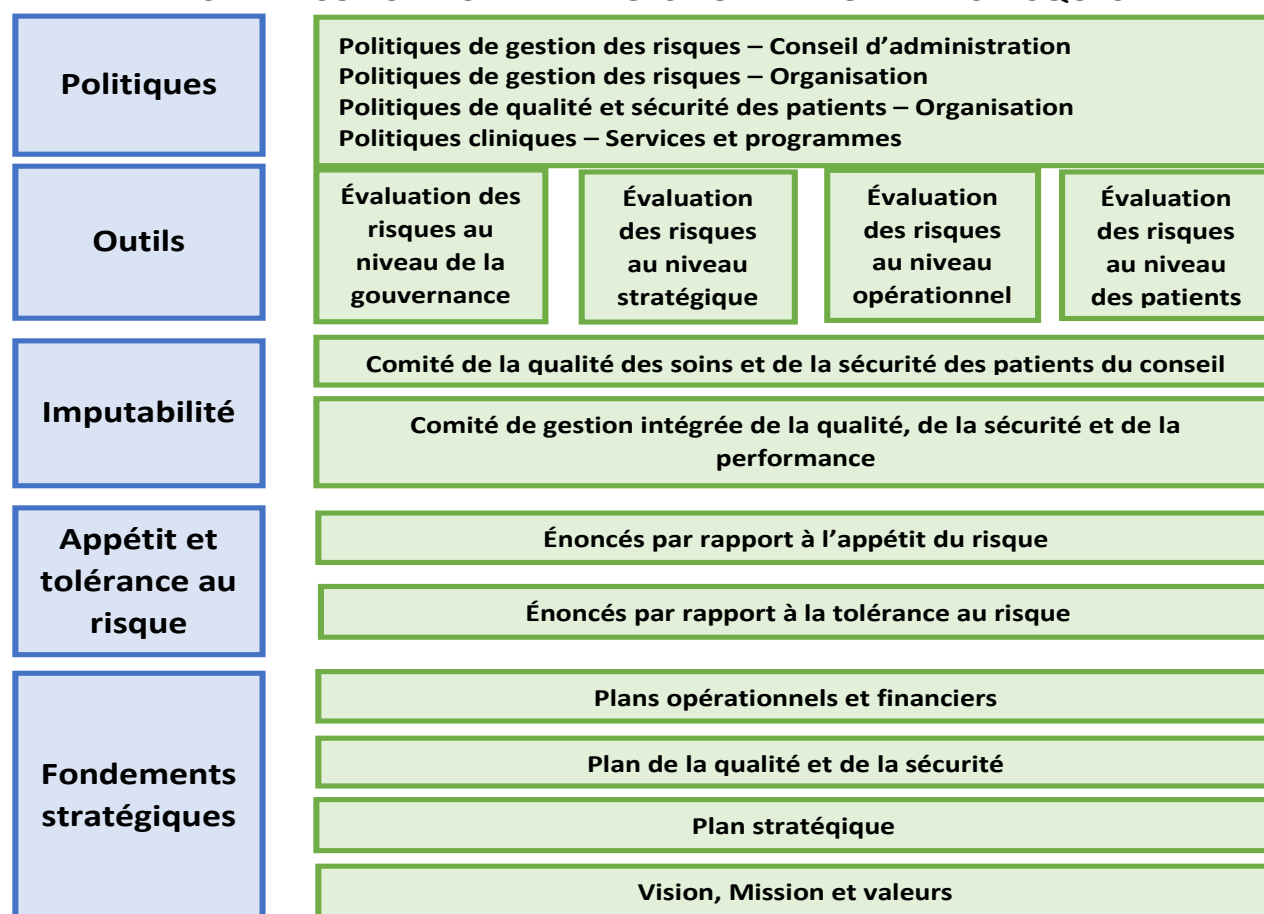 Politiques
Politiques de gestion des risques – Conseil d’administration
Politiques de gestion des risques – Organisation
Politiques de qualité et sécurité des patients – Organisation
Politiques cliniques – Services et programmes
Outils
Évaluation des
risques au
niveau de la
gouvernance
Évaluation
des risques
au niveau
stratégique
Évaluation
des risques
au niveau
opérationnel
Évaluation
des risques
au niveau
des patients
Imputabilité
Comité de la qualité des soins et de la sécurité des patients du conseil
Comité de gestion intégrée de la qualité, de la sécurité et de la
performance
Appétit et
tolérance au
risque
Énoncés par rapport à l’appétit du risque
Énoncés par rapport à la tolérance au risque
Fondements
stratégiques
Plans opérationnels et financiers
Plan de la qualité et de la sécurité
Plan stratégique
Vision, Mission et valeurs